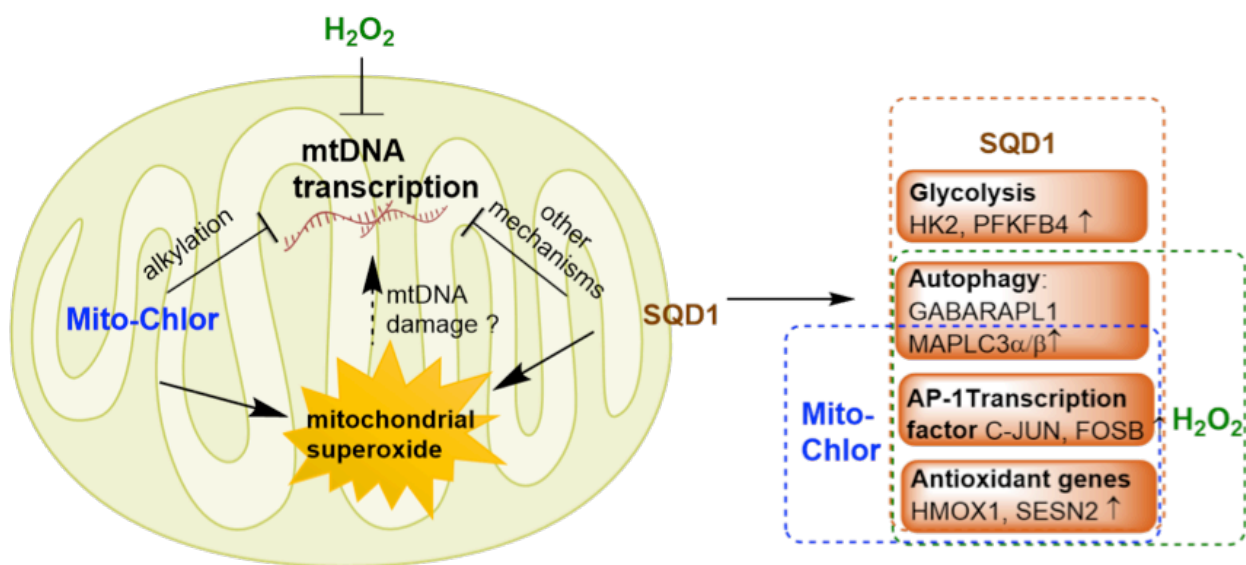 H₂O₂
mtDNA
transcription
alkylation
other
mechanisms
Mito-Chlor
mtDNA
damage ?
SQD1
mitochondrial
superoxide
SQD1
Glycolysis
HK2, PFKFB4 ↑
Autophagy:
GABARAPL1
MAPLC3α/β↑
AP-1Transcription
factor C-JUN, FOSB ↑
Mito-
Chlor
H₂O₂
Antioxidant genes
HMOX1, SESN2 ↑